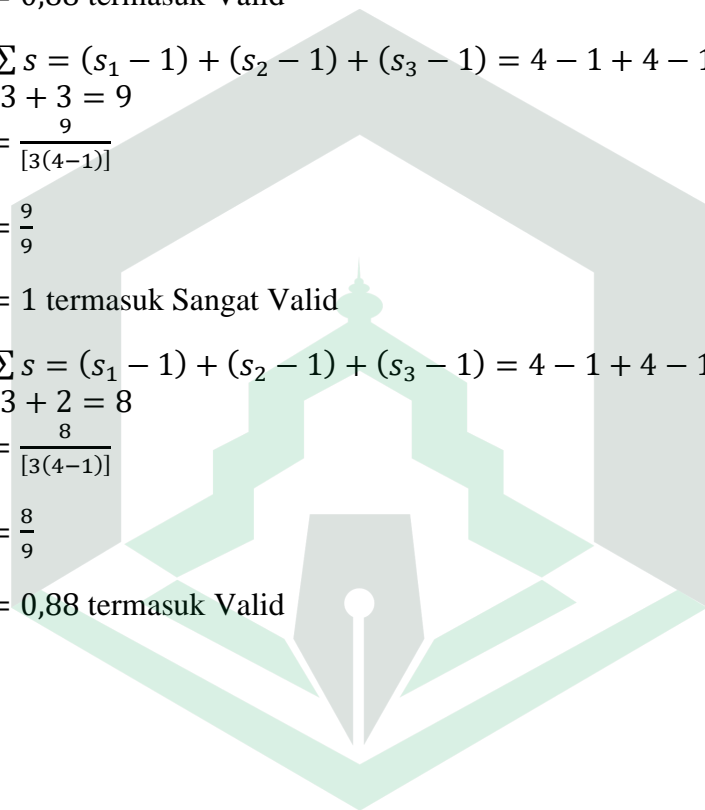 = 0,88 termasuk Valid
∑ s = (s₁ − 1) + (s₂ − 1) + (s₃ − 1) = 4 − 1 + 4 − 1
3 + 3 = 9
= 9/[3(4−1)]
= 9/9
= 1 termasuk Sangat Valid
∑ s = (s₁ − 1) + (s₂ − 1) + (s₃ − 1) = 4 − 1 + 4 − 1
3 + 2 = 8
= 8/[3(4−1)]
= 8/9
= 0,88 termasuk Valid